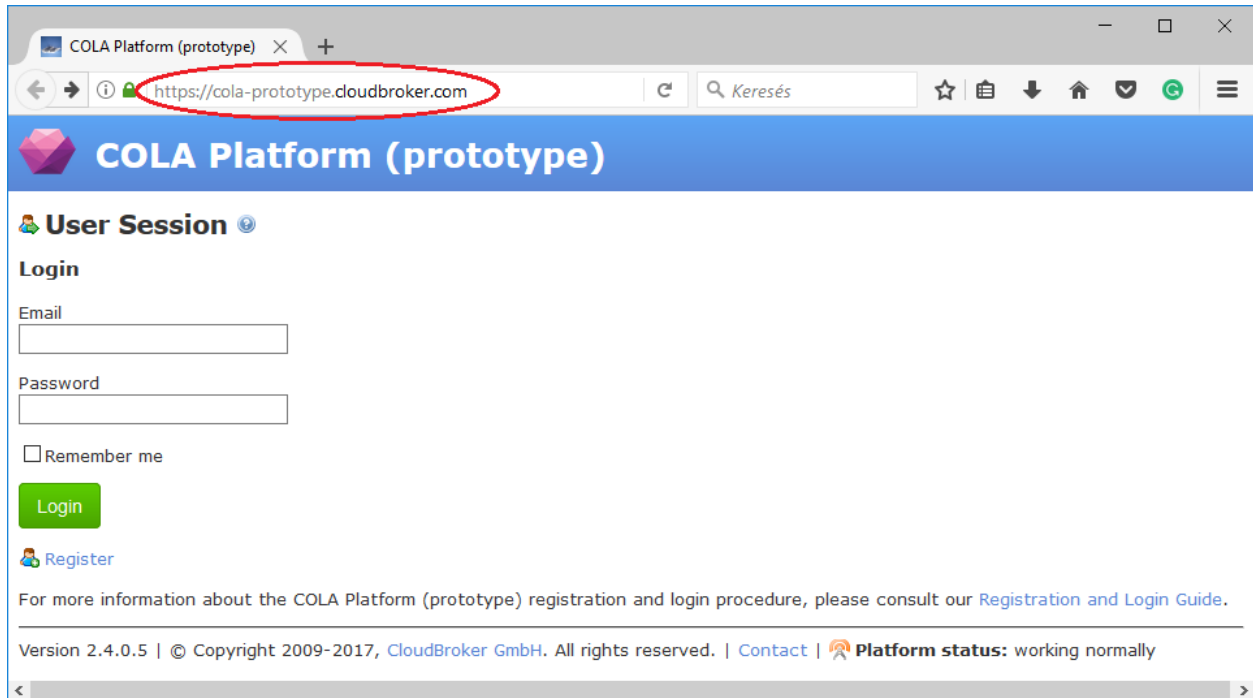 COLA Platform (prototype)
https://cola-prototype.cloudbroker.com
Keresés
COLA Platform (prototype)
User Session
Login
Email
Password
Remember me
Login
Register
For more information about the COLA Platform (prototype) registration and login procedure, please consult our Registration and Login Guide.
Version 2.4.0.5 | © Copyright 2009-2017, CloudBroker GmbH. All rights reserved. | Contact | Platform status: working normally